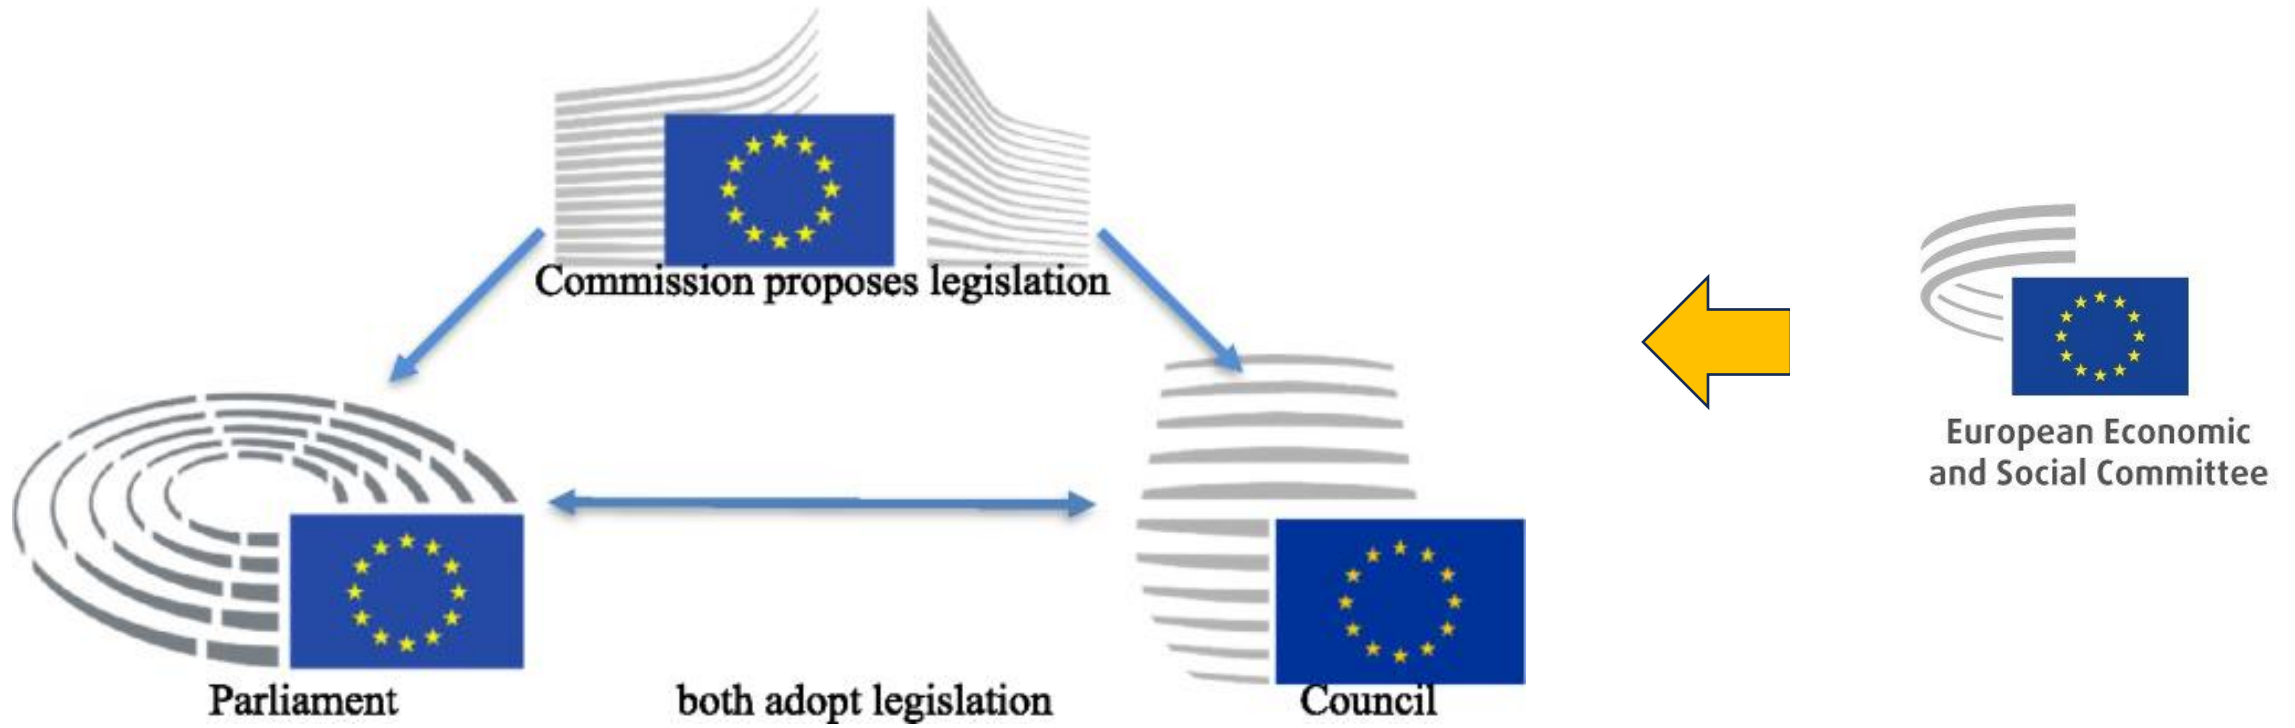 Commission proposes legislation
European Economic
and Social Committee
Parliament
both adopt legislation
Council